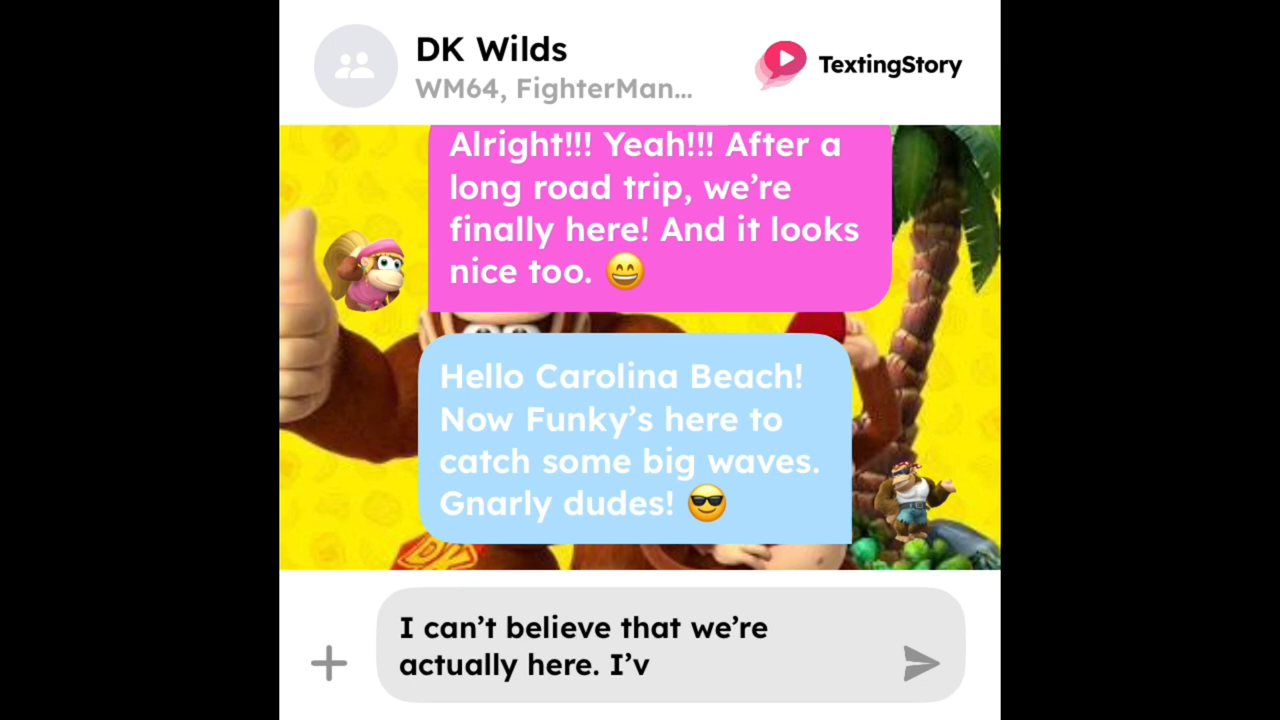 DK Wilds
WM64, FighterMan...
TextingStory
Alright!!! Yeah!!! After a
long road trip, we’re
finally here! And it looks
nice too. 😄
Hello Carolina Beach!
Now Funky’s here to
catch some big waves.
Gnarly dudes! 😎
DK
I can’t believe that we’re
actually here. I’v